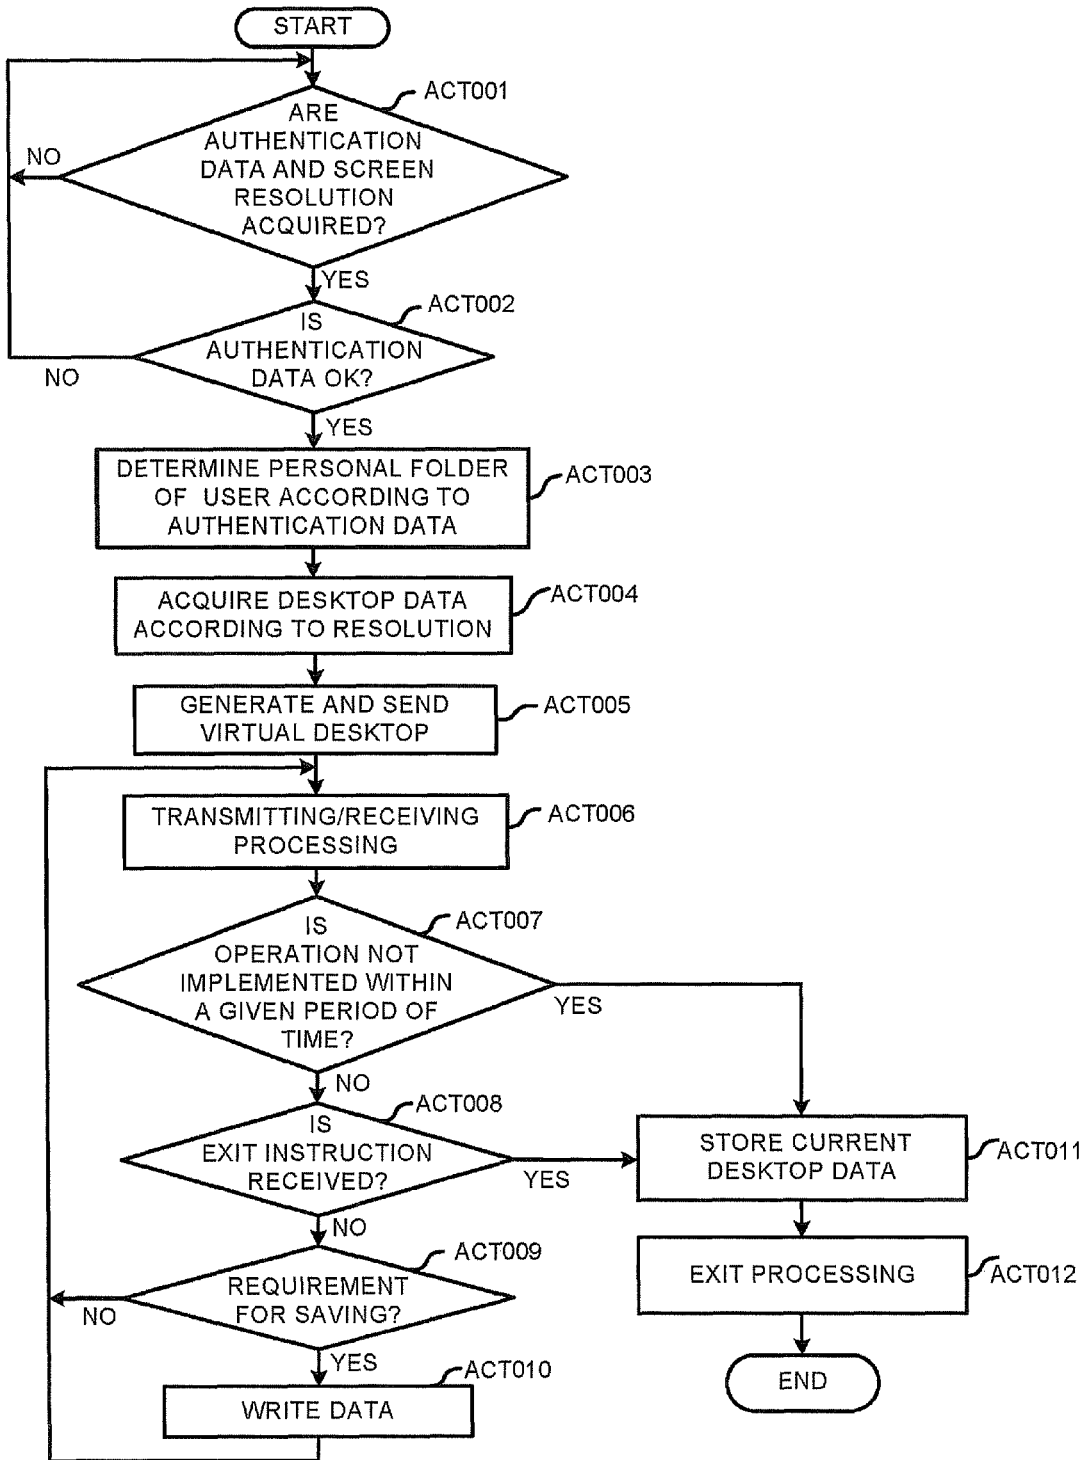 START
ACT001
ARE
AUTHENTICATION
DATA AND SCREEN
RESOLUTION
ACQUIRED?
NO
YES
ACT002
IS
AUTHENTICATION
DATA OK?
NO
YES
DETERMINE PERSONAL FOLDER
OF USER ACCORDING TO
AUTHENTICATION DATA
ACT003
ACQUIRE DESKTOP DATA
ACCORDING TO RESOLUTION
ACT004
GENERATE AND SEND
VIRTUAL DESKTOP
ACT005
TRANSMITTING/RECEIVING
PROCESSING
ACT006
ACT007
IS
OPERATION NOT
IMPLEMENTED WITHIN
A GIVEN PERIOD OF
TIME?
YES
NO
ACT008
IS
EXIT INSTRUCTION
RECEIVED?
YES
STORE CURRENT
DESKTOP DATA
ACT011
NO
ACT009
REQUIREMENT
FOR SAVING?
NO
EXIT PROCESSING
ACT012
YES
ACT010
WRITE DATA
END